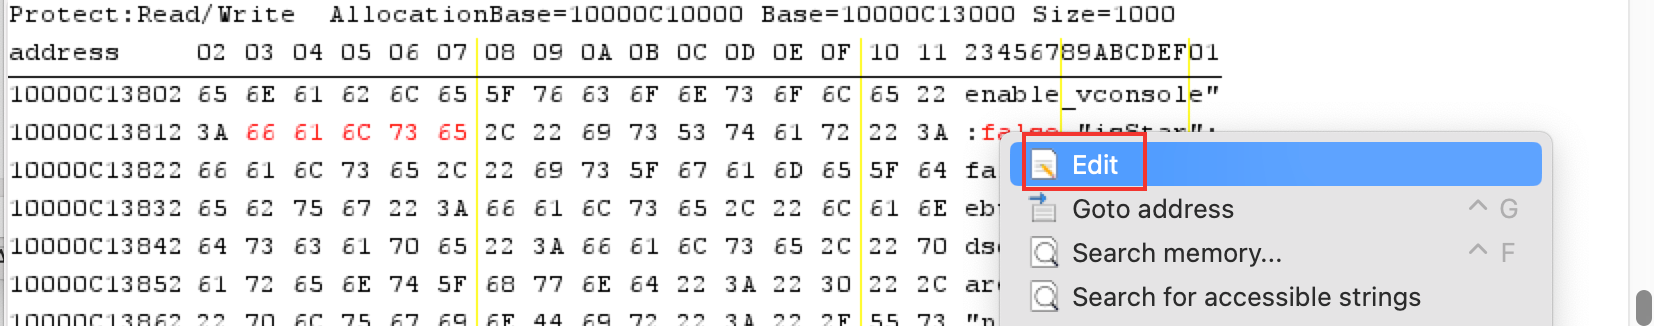 Protect:Read/Write AllocationBase=10000C10000 Base=10000C13000 Size=1000
address 02 03 04 05 06 07 08 09 0A 0B 0C 0D 0E 0F 10 11 23456789ABCDEF01
10000C13802 65 6E 61 62 6C 65 5F 76 63 6F 6E 73 6F 6C 65 22 enable_vconsole"
10000C13812 3A 66 61 6C 73 65 2C 22 69 73 53 74 61 72 22 3A :false,"isStar":
10000C13822 66 61 6C 73 65 2C 22 69 73 5F 67 61 6D 65 5F 64 fa
10000C13832 65 62 75 67 22 3A 66 61 6C 73 65 2C 22 6C 61 6E eb
10000C13842 64 73 63 61 70 65 22 3A 66 61 6C 73 65 2C 22 70 ds
10000C13852 61 72 65 6E 74 5F 68 77 6E 64 22 3A 22 30 22 2C ar
10000C13862 22 70 6C 75 67 69 6E 44 69 72 22 3A 22 2F 55 73 "p
Edit
Goto address ^ G
Search memory... ^ F
Search for accessible strings